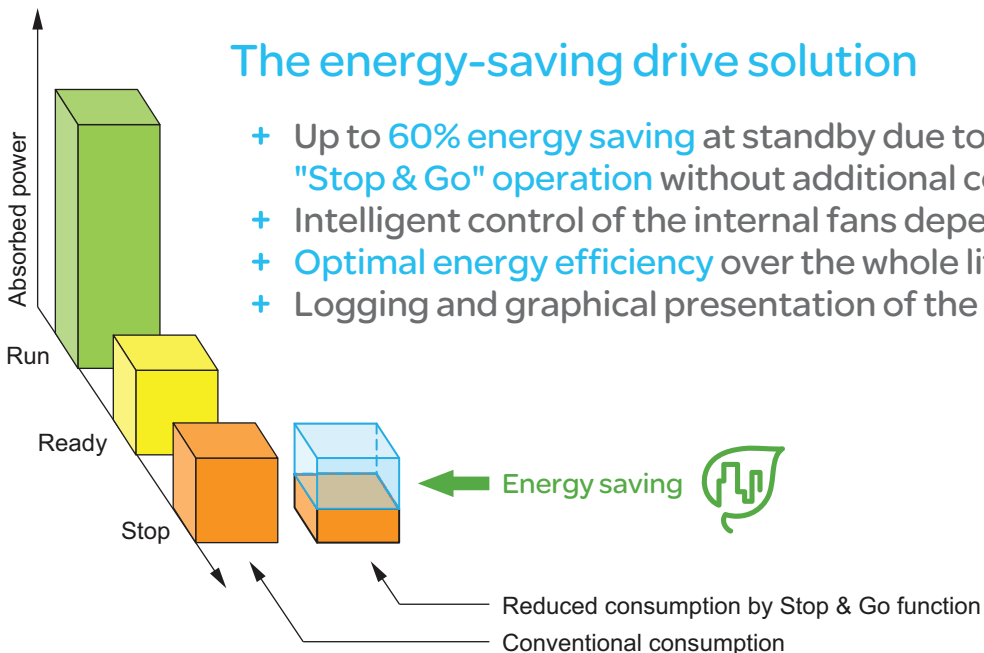 The energy-saving drive solution
+ Up to 60% energy saving at standby due to
"Stop & Go" operation without additional
+ Intelligent control of the internal fans
+ Optimal energy efficiency over the whole
+ Logging and graphical presentation of the
Absorbed power
Run
Ready
Stop
Energy saving
Reduced consumption by Stop & Go function
Conventional consumption